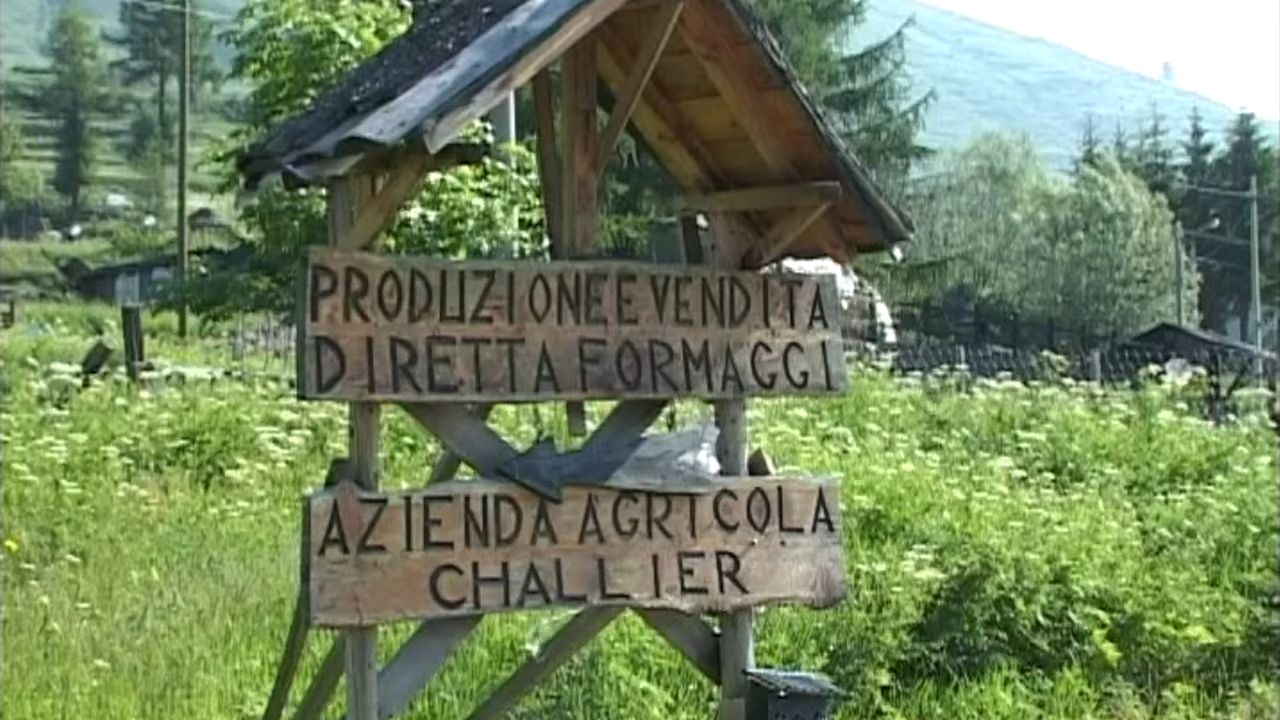 PRODUZIONE E VENDITA
DIRETTA FORMAGGI
AZIENDA AGRICOLA
CHALLIER